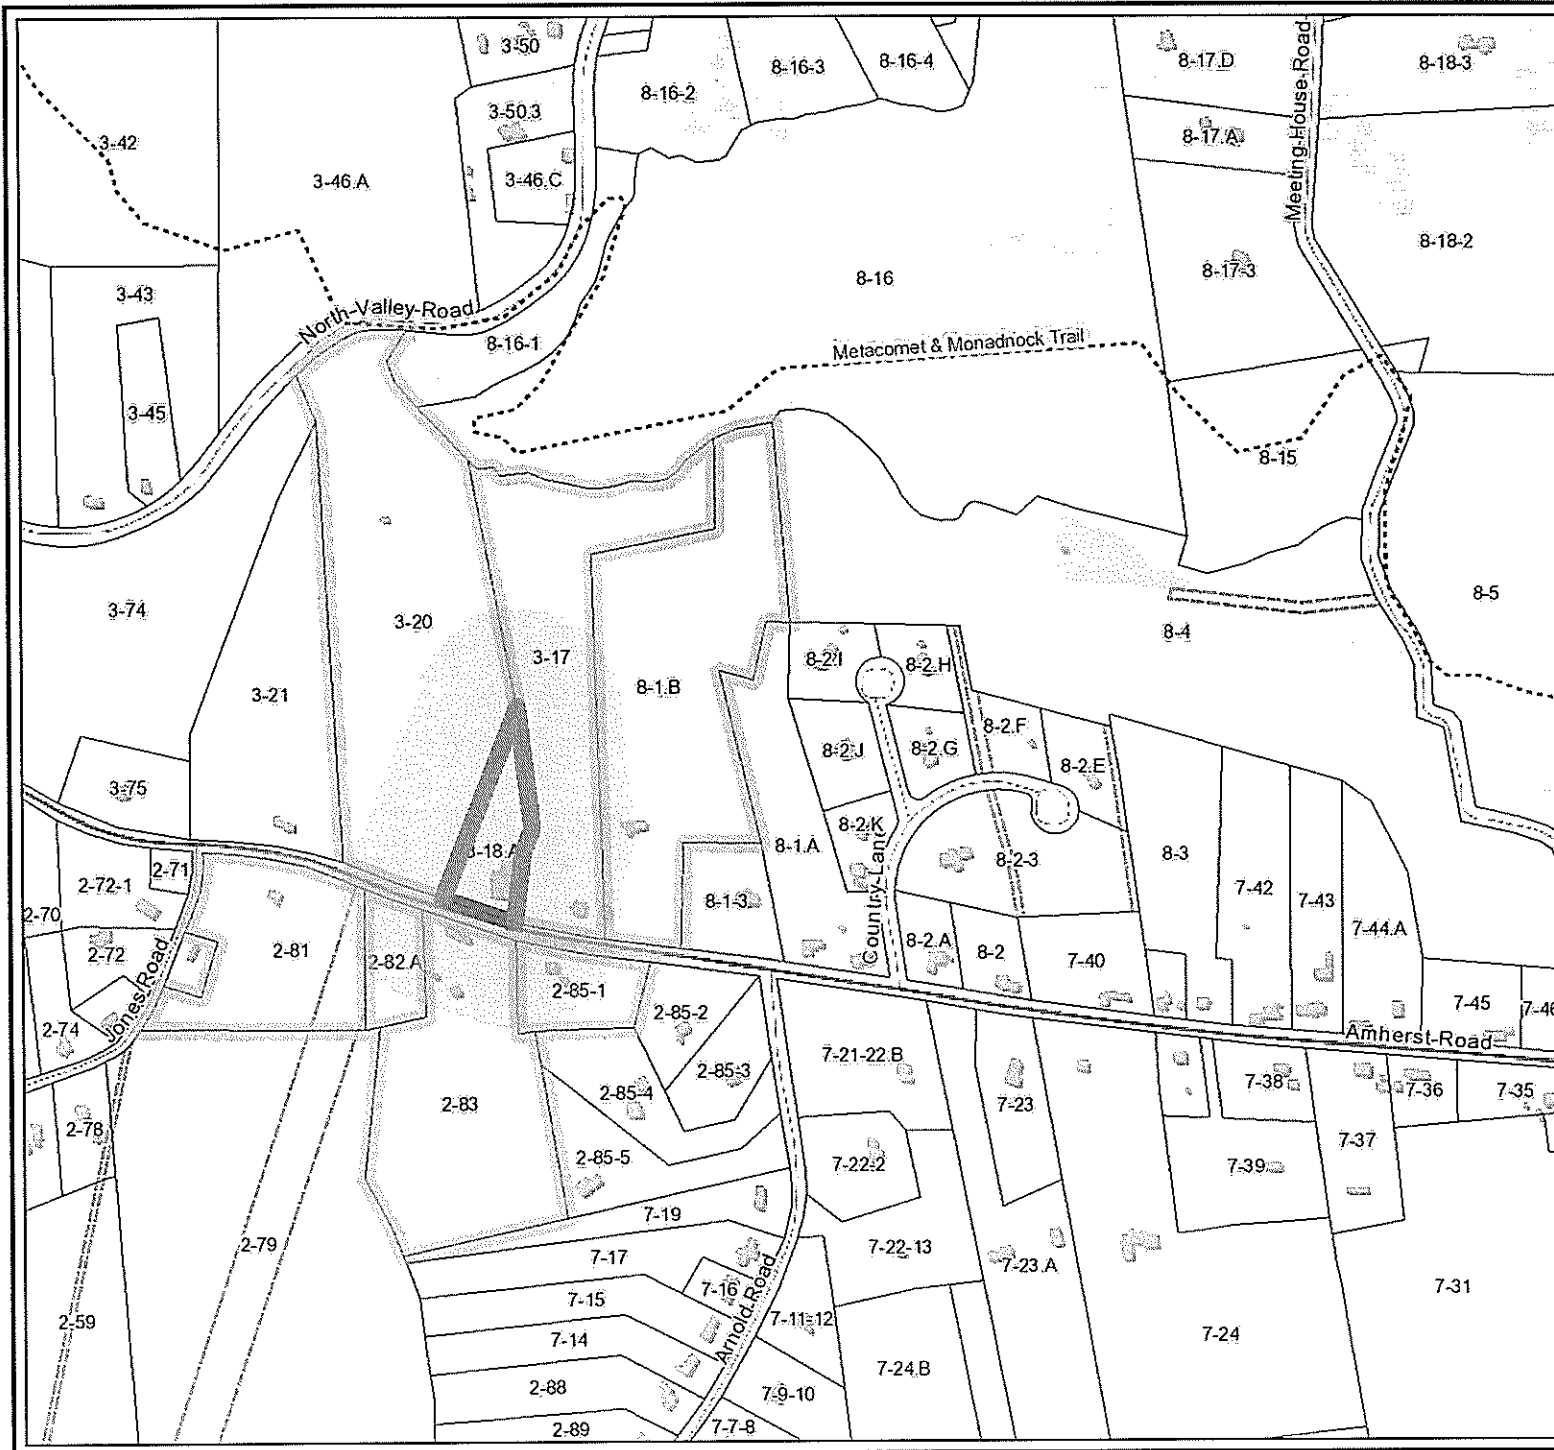 3-50
8-16-3
8-16-4
8-17.D
8-18-3
8-16-2
3-50.3
3-42
8-17.A
Meeting-House-Road
3-46.A
3-46.C
8-18-2
8-17-3
8-16
3-43
North-Valley-Road
8-16-1
Metacomet & Monadnock Trail
3-45
8-15
3-74
3-20
8-5
8-4
3-17
8-2.I
8-2.H
3-21
8-1.B
8-2.F
8-2.J
8-2.G
8-2.E
3-75
8-2.K
3-18.A
8-1.A
8-2-3
8-3
2-71
2-72-1
7-42
7-43
8-1-3
2-70
7-44.A
Country-Lane
2-72
2-81
2-82.A
8-2.A
8-2
7-40
2-85-1
2-85-2
7-45
7-46
2-74
Jones-Road
Amherst-Road
7-21-22.B
2-85-3
7-38
7-36
7-35
2-85-4
2-83
7-23
2-78
7-37
2-85-5
7-22-2
7-39
7-19
2-79
7-17
7-22-13
7-23.A
7-16
7-31
7-15
Arnold-Road
7-11-12
2-59
7-24
7-14
7-24.B
2-88
7-9-10
2-89
7-7-8